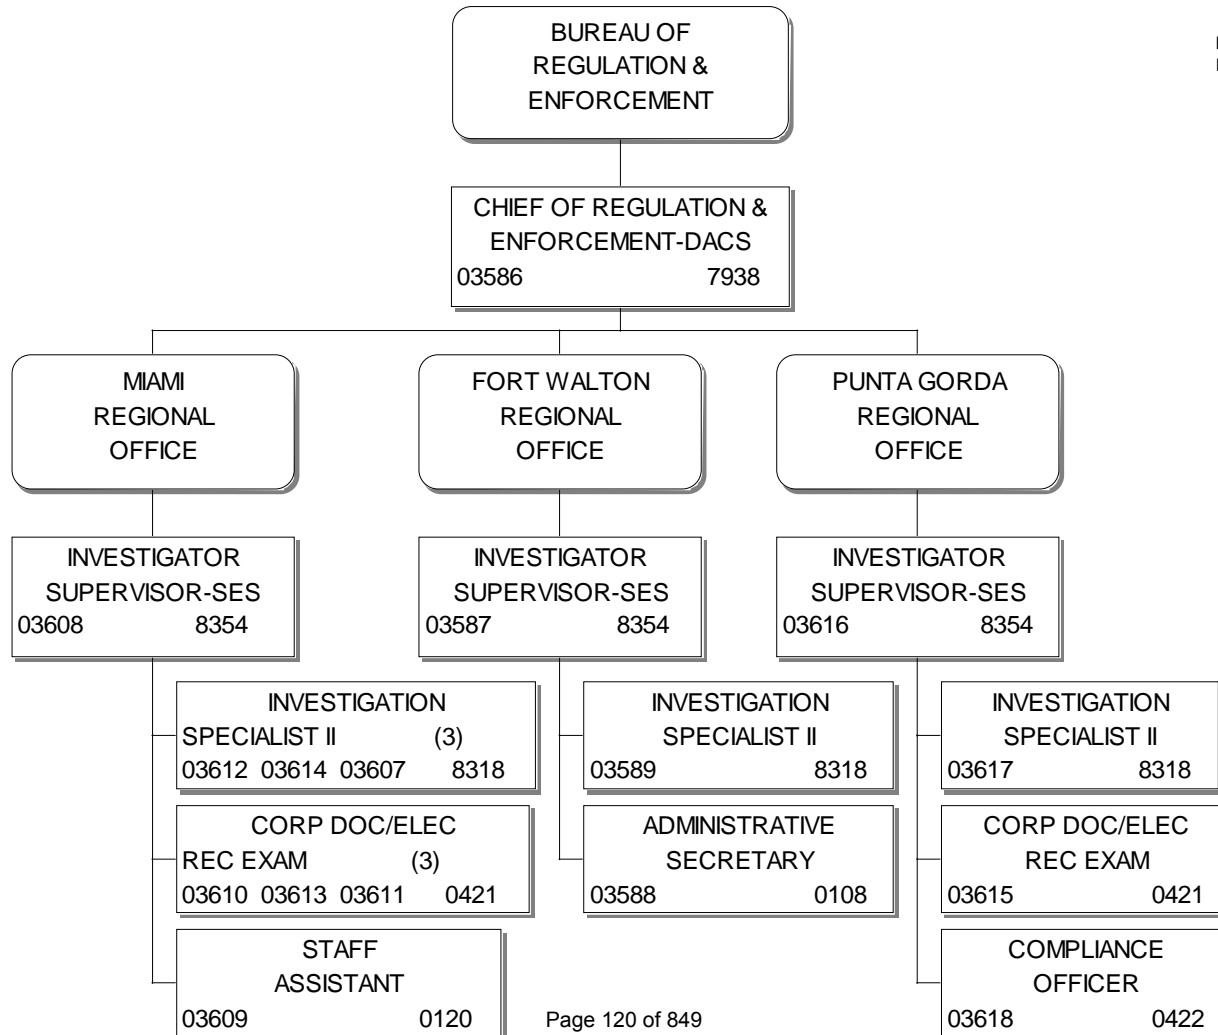 BUREAU OF
REGULATION &
ENFORCEMENT
CHIEF OF REGULATION &
ENFORCEMENT-DACS
03586 7938
MIAMI
REGIONAL
OFFICE
FORT WALTON
REGIONAL
OFFICE
PUNTA GORDA
REGIONAL
OFFICE
INVESTIGATOR
SUPERVISOR-SES
03608 8354
INVESTIGATOR
SUPERVISOR-SES
03587 8354
INVESTIGATOR
SUPERVISOR-SES
03616 8354
INVESTIGATION
SPECIALIST II (3)
03612 03614 03607 8318
INVESTIGATION
SPECIALIST II
03589 8318
INVESTIGATION
SPECIALIST II
03617 8318
CORP DOC/ELEC
REC EXAM (3)
03610 03613 03611 0421
ADMINISTRATIVE
SECRETARY
03588 0108
CORP DOC/ELEC
REC EXAM
03615 0421
STAFF
ASSISTANT
03609 0120
COMPLIANCE
OFFICER
03618 0422
Page 120 of 849